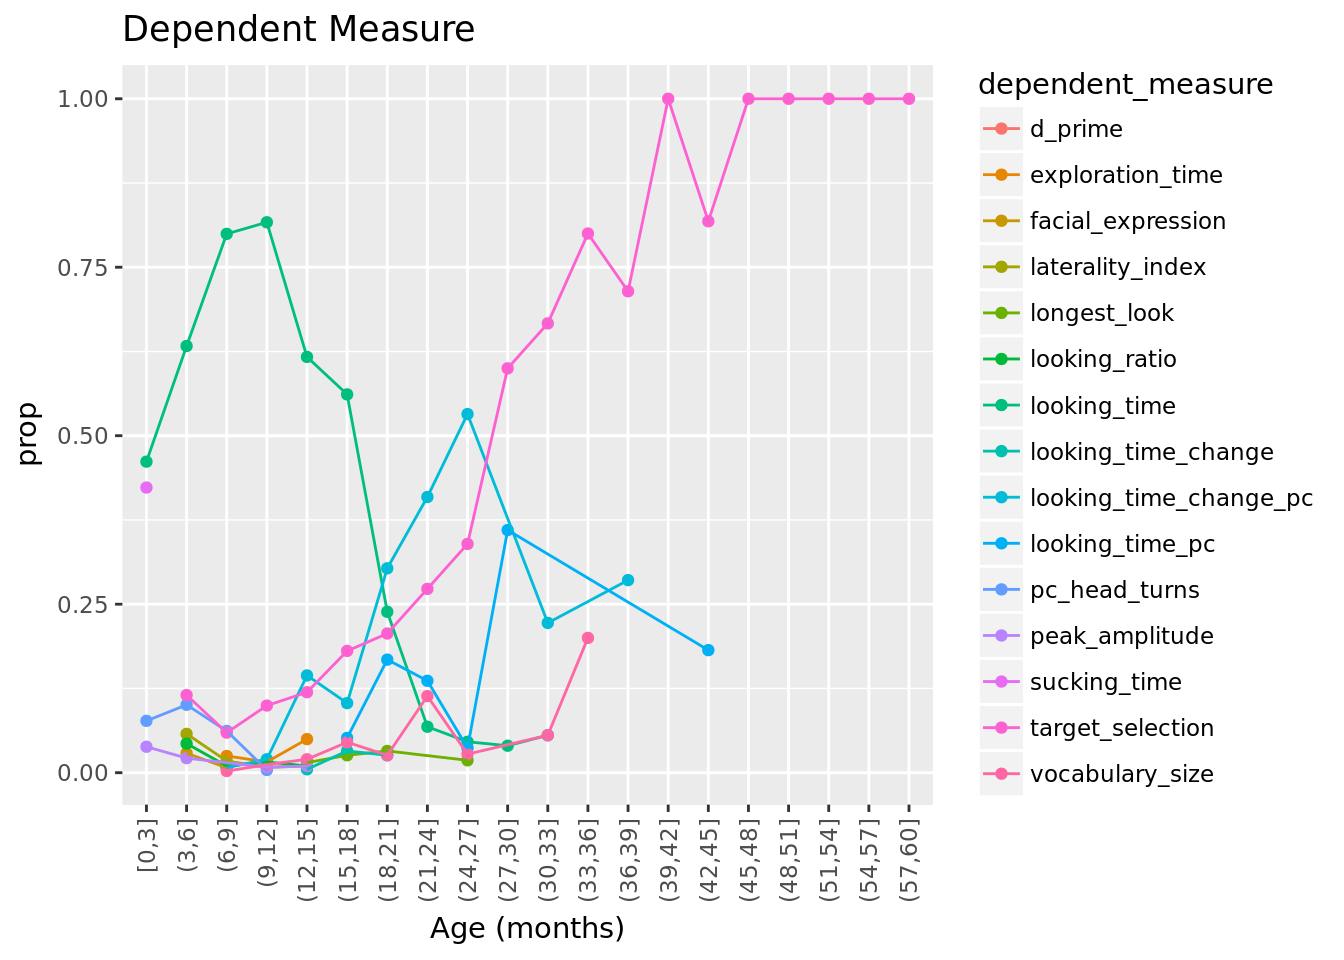 Dependent Measure
prop
1.00
0.75
0.50
0.25
0.00
[0,3]
(3,6]
(6,9]
(9,12]
(12,15]
(15,18]
(18,21]
(21,24]
(24,27]
(27,30]
(30,33]
(33,36]
(36,39]
(39,42]
(42,45]
(45,48]
(48,51]
(51,54]
(54,57]
(57,60]
Age (months)
dependent_measure
d_prime
exploration_time
facial_expression
laterality_index
longest_look
looking_ratio
looking_time
looking_time_change
looking_time_change_pc
looking_time_pc
pc_head_turns
peak_amplitude
sucking_time
target_selection
vocabulary_size